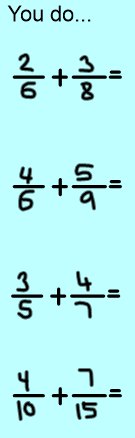 You do...
2/6 + 3/8 =
4/6 + 5/9 =
3/5 + 4/7 =
4/10 + 7/15 =